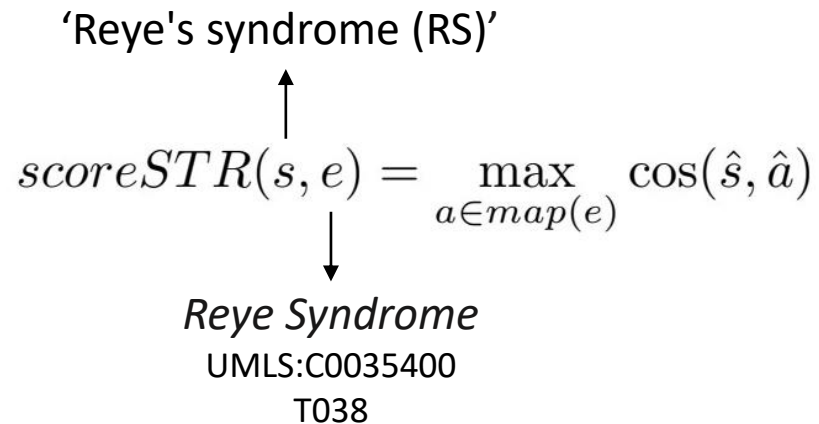 ‘Reye's syndrome (RS)’
scoreSTR(s, e) = max cos(ŝ, â)
a∈map(e)
Reye Syndrome
UMLS:C0035400
T038